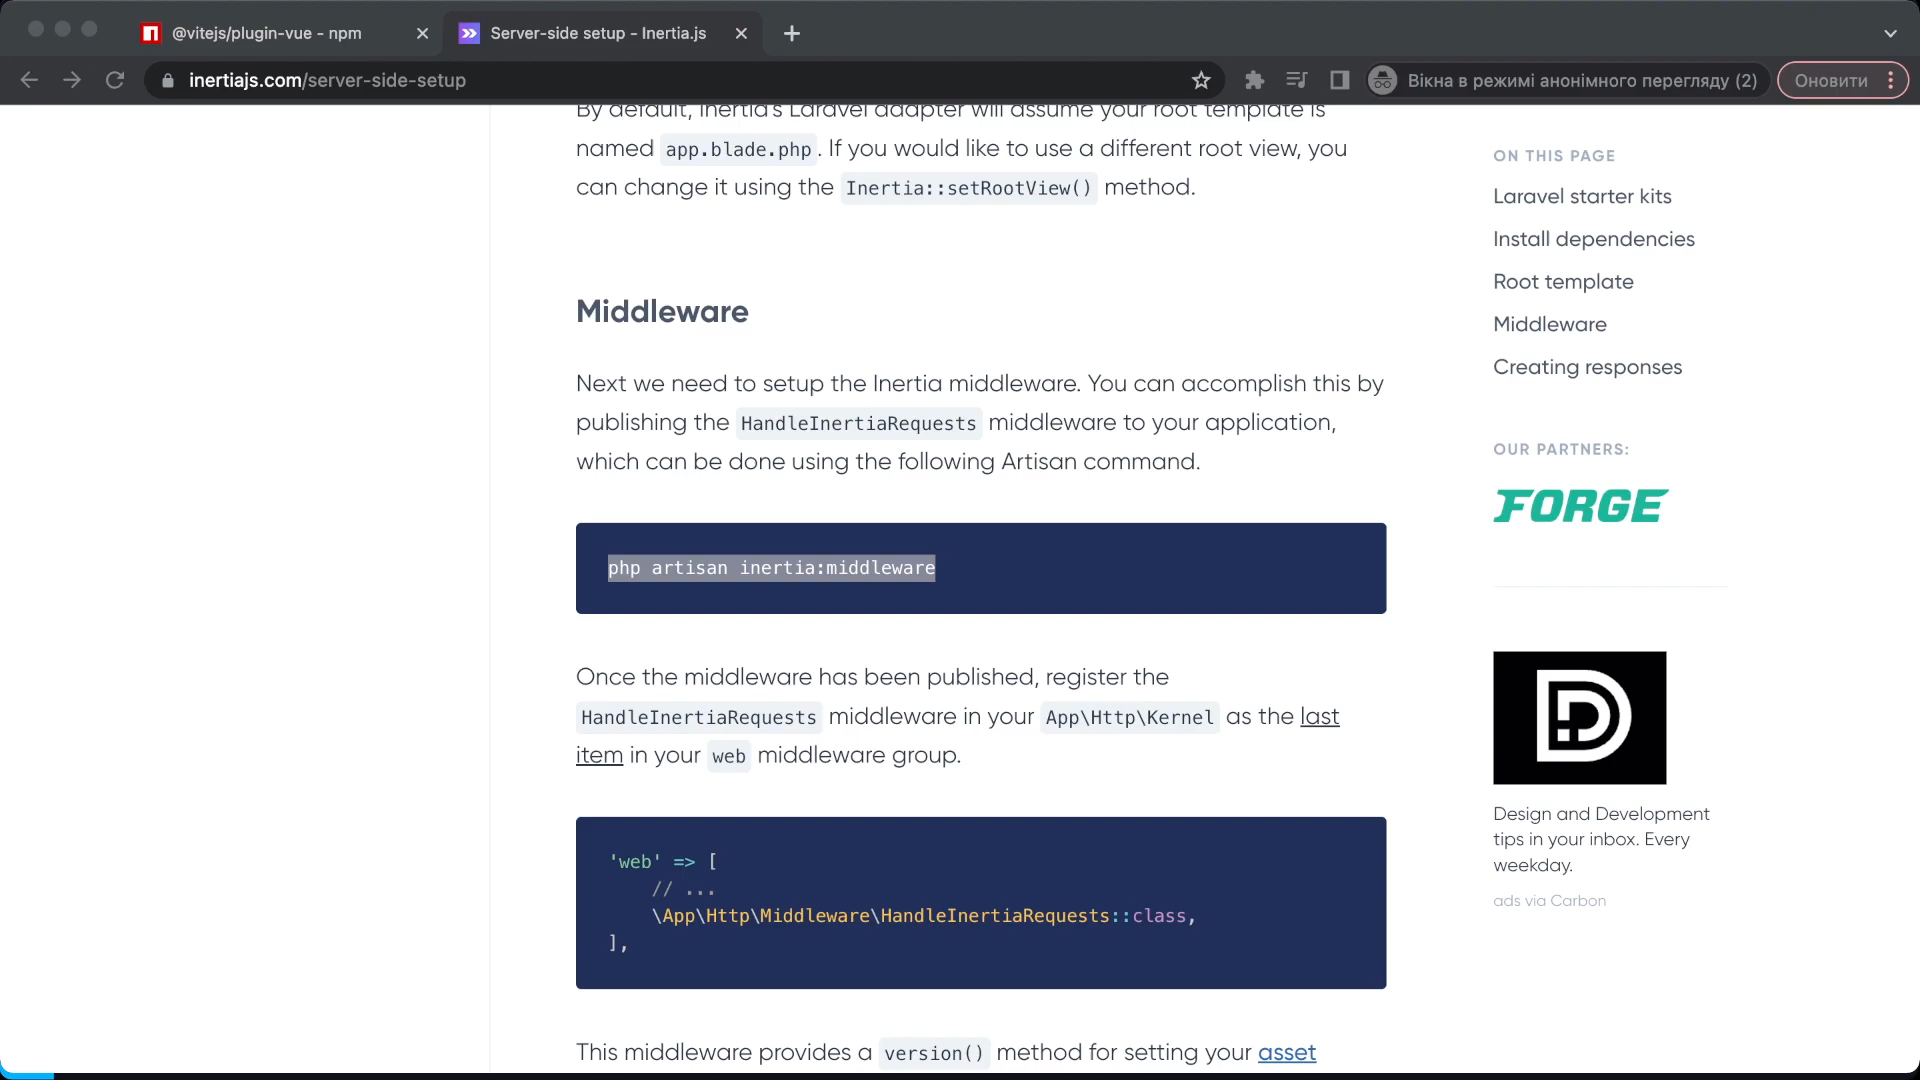 @vitejs/plugin-vue - npm
Server-side setup - Inertia.js
inertiajs.com/server-side-setup
Вікна в режимі анонімного перегляду (2)
Оновити
By default, Inertia's Laravel adapter will assume your root template is
named app.blade.php. If you would like to use a different root view, you
can change it using the Inertia::setRootView() method.
Middleware
Next we need to setup the Inertia middleware. You can accomplish this by
publishing the HandleInertiaRequests middleware to your application,
which can be done using the following Artisan command.
php artisan inertia:middleware
Once the middleware has been published, register the
HandleInertiaRequests middleware in your App\Http\Kernel as the last
item in your web middleware group.
'web' => [
// ...
\App\Http\Middleware\HandleInertiaRequests::class,
],
This middleware provides a version() method for setting your asset
ON THIS PAGE
Laravel starter kits
Install dependencies
Root template
Middleware
Creating responses
OUR PARTNERS:
FORGE
Design and Development
tips in your inbox. Every
weekday.
ads via Carbon